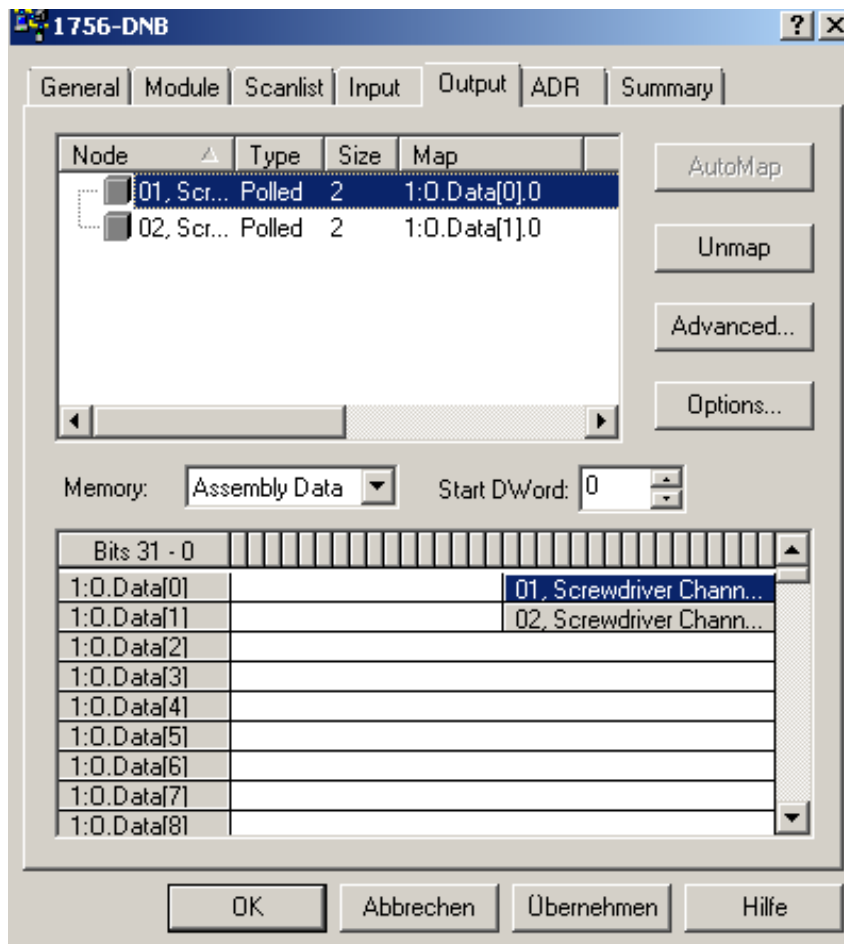 1756-DNB
General Module Scanlist Input Output ADR Summary
Node Type Size Map
AutoMap
01, Scr... Polled 2 1:O.Data[0].0
02, Scr... Polled 2 1:O.Data[1].0
Unmap
Advanced...
Options...
Memory: Assembly Data Start DWord: 0
Bits 31 - 0
1:O.Data[0] 01, Screwdriver Chann...
1:O.Data[1] 02, Screwdriver Chann...
1:O.Data[2]
1:O.Data[3]
1:O.Data[4]
1:O.Data[5]
1:O.Data[6]
1:O.Data[7]
1:O.Data[8]
OK Abbrechen Übernehmen Hilfe